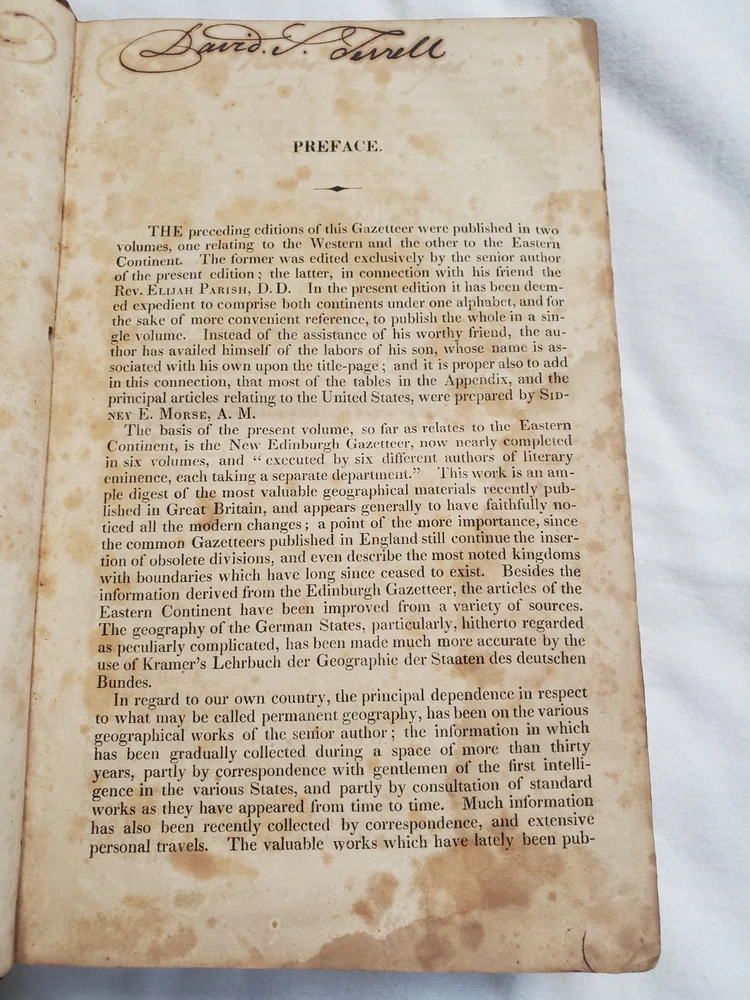 David. S. Terrell
PREFACE.
THE preceding editions of this Gazetteer were published in two
volumes, one relating to the Western and the other to the Eastern
Continent. The former was edited exclusively by the senior author
of the present edition; the latter, in connection with his friend the
Rev. ELIJAH PARISH, D. D. In the present edition it has been deem-
ed expedient to comprise both continents under one alphabet, and for
the sake of more convenient reference, to publish the whole in a sin-
gle volume. Instead of the assistance of his worthy friend, the au-
thor has availed himself of the labors of his son, whose name is as-
sociated with his own upon the title-page; and it is proper also to add
in this connection, that most of the tables in the Appendix, and the
principal articles relating to the United States, were prepared by SID-
NEY E. MORSE, A. M.
The basis of the present volume, so far as relates to the Eastern
Continent, is the New Edinburgh Gazetteer, now nearly completed
in six volumes, and "executed by six different authors of literary
eminence, each taking a separate department." This work is an am-
ple digest of the most valuable geographical materials recently pub-
lished in Great Britain, and appears generally to have faithfully no-
ticed all the modern changes; a point of the more importance, since
the common Gazetteers published in England still continue the inser-
tion of obsolete divisions, and even describe the most noted kingdoms
with boundaries which have long since ceased to exist. Besides the
information derived from the Edinburgh Gazetteer, the articles of the
Eastern Continent have been improved from a variety of sources.
The geography of the German States, particularly, hitherto regarded
as peculiarly complicated, has been made much more accurate by the
use of Kramer's Lehrbuch der Geographie der Staaten des deutschen
Bundes.
In regard to our own country, the principal dependence in respect
to what may be called permanent geography, has been on the various
geographical works of the senior author; the information in which
has been gradually collected during a space of more than thirty
years, partly by correspondence with gentlemen of the first intelli-
gence in the various States, and partly by consultation of standard
works as they have appeared from time to time. Much information
has also been recently collected by correspondence, and extensive
personal travels. The valuable works which have lately been pub-